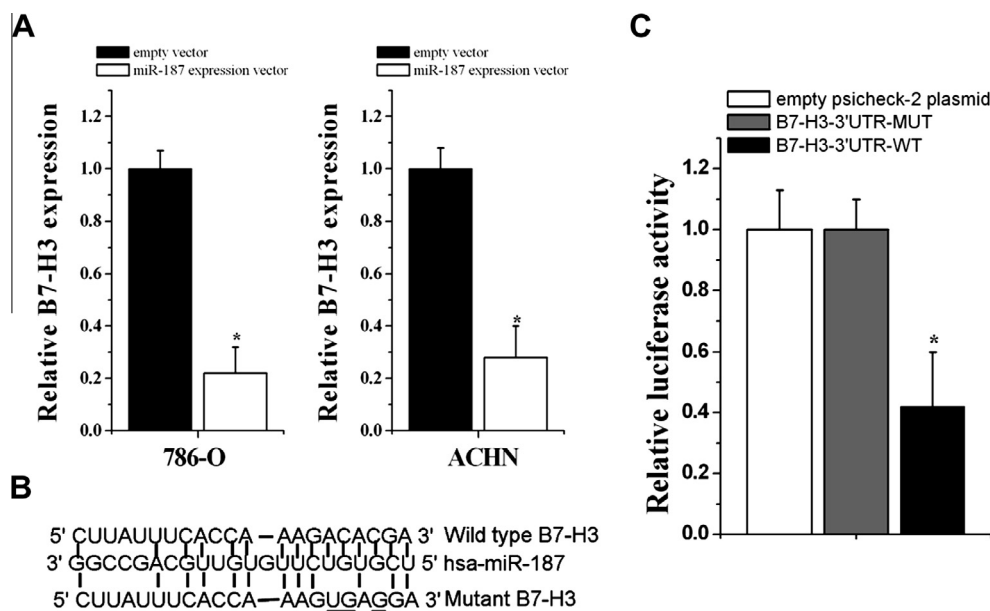 A
empty vector
miR-187 expression vector
Relative B7-H3 expression
1.2
1.0
0.8
0.6
0.4
0.2
0.0
*
786-O
empty vector
miR-187 expression vector
Relative B7-H3 expression
1.2
1.0
0.8
0.6
0.4
0.2
0.0
*
ACHN
B
5' CUUAUUUCACCA—AAGACACGA 3' Wild type B7-H3
3' GGCCGACGUUGUGUUCUGUGCU 5' hsa-miR-187
5' CUUAUUUCACCA—AAGUGAGGA 3' Mutant B7-H3
C
empty psicheck-2 plasmid
B7-H3-3'UTR-MUT
B7-H3-3'UTR-WT
Relative luciferase activity
1.2
1.0
0.8
0.6
0.4
0.2
0.0
*